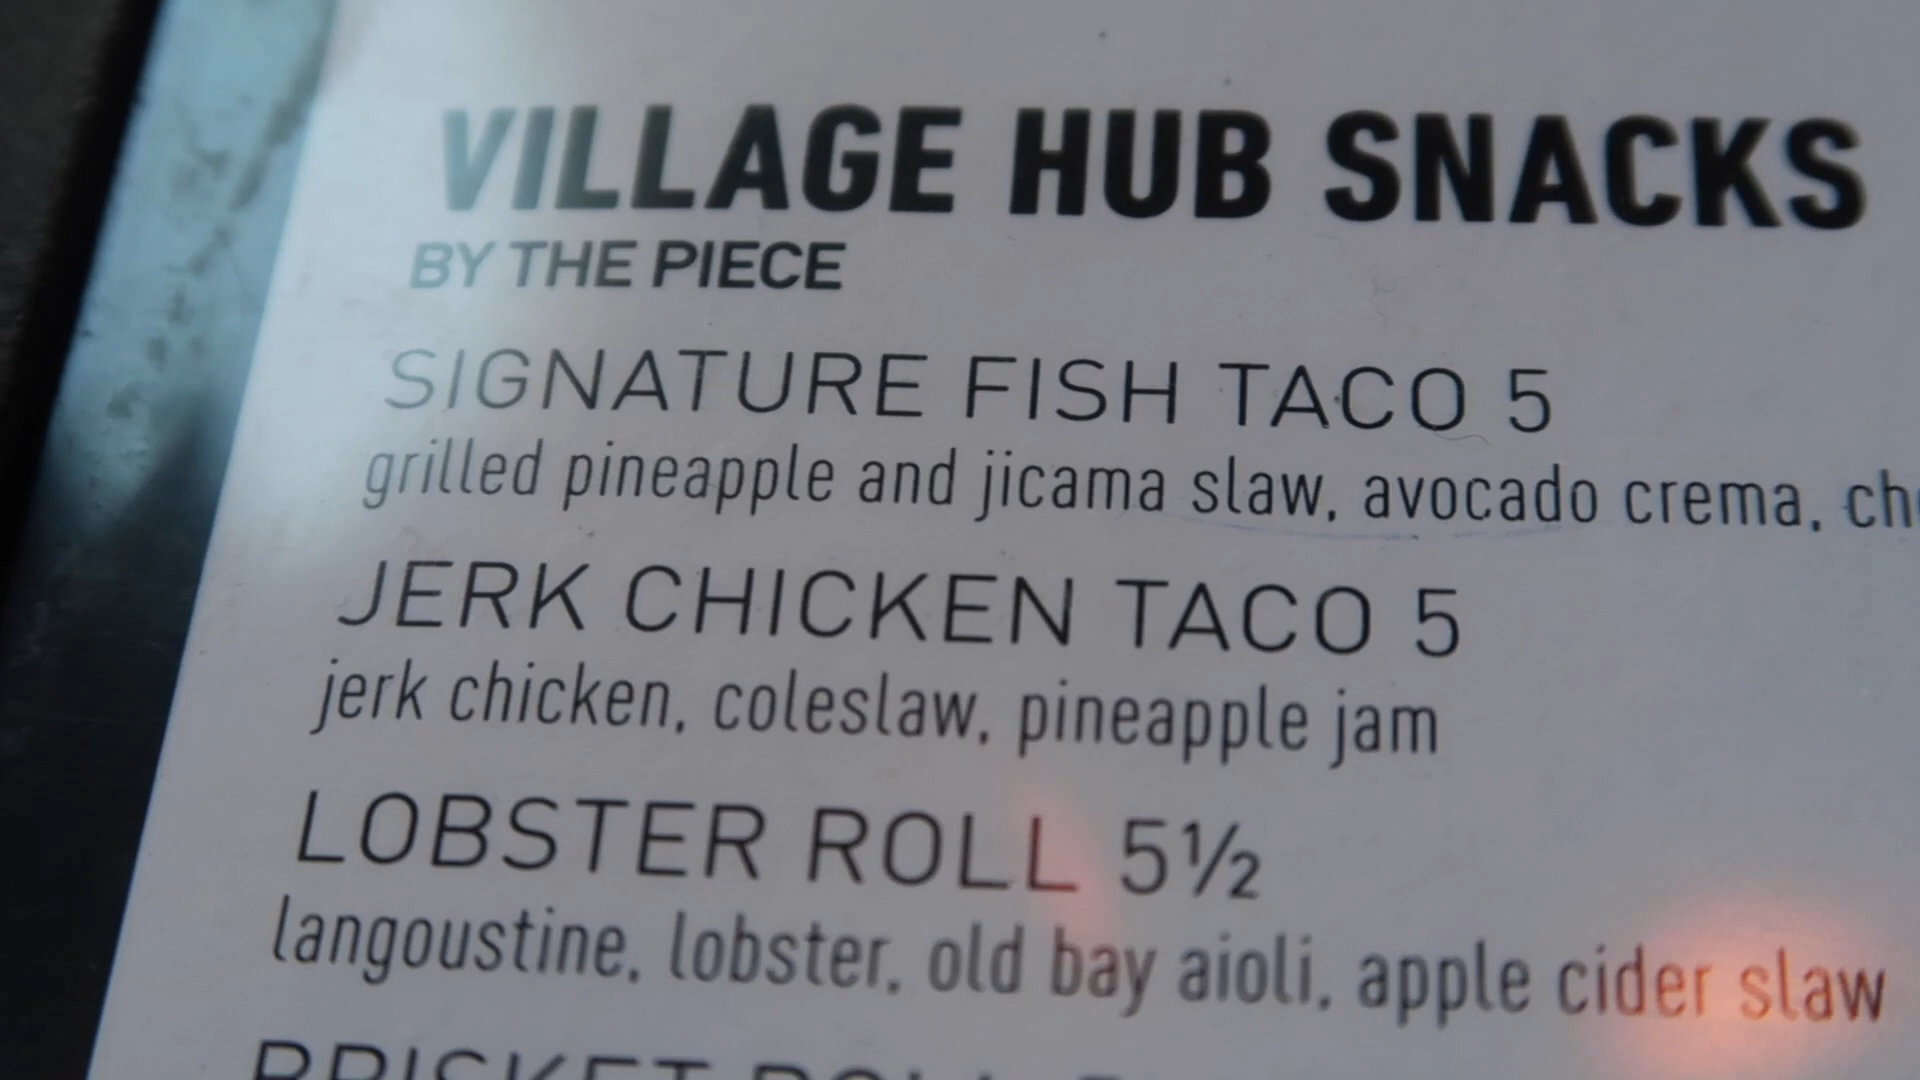 VILLAGE HUB SNACKS
BY THE PIECE
SIGNATURE FISH TACO 5
grilled pineapple and jicama slaw, avocado crema,
JERK CHICKEN TACO 5
jerk chicken, coleslaw, pineapple jam
LOBSTER ROLL 5½
langoustine, lobster, old bay aioli, apple cider slaw
BRISKET ROLL